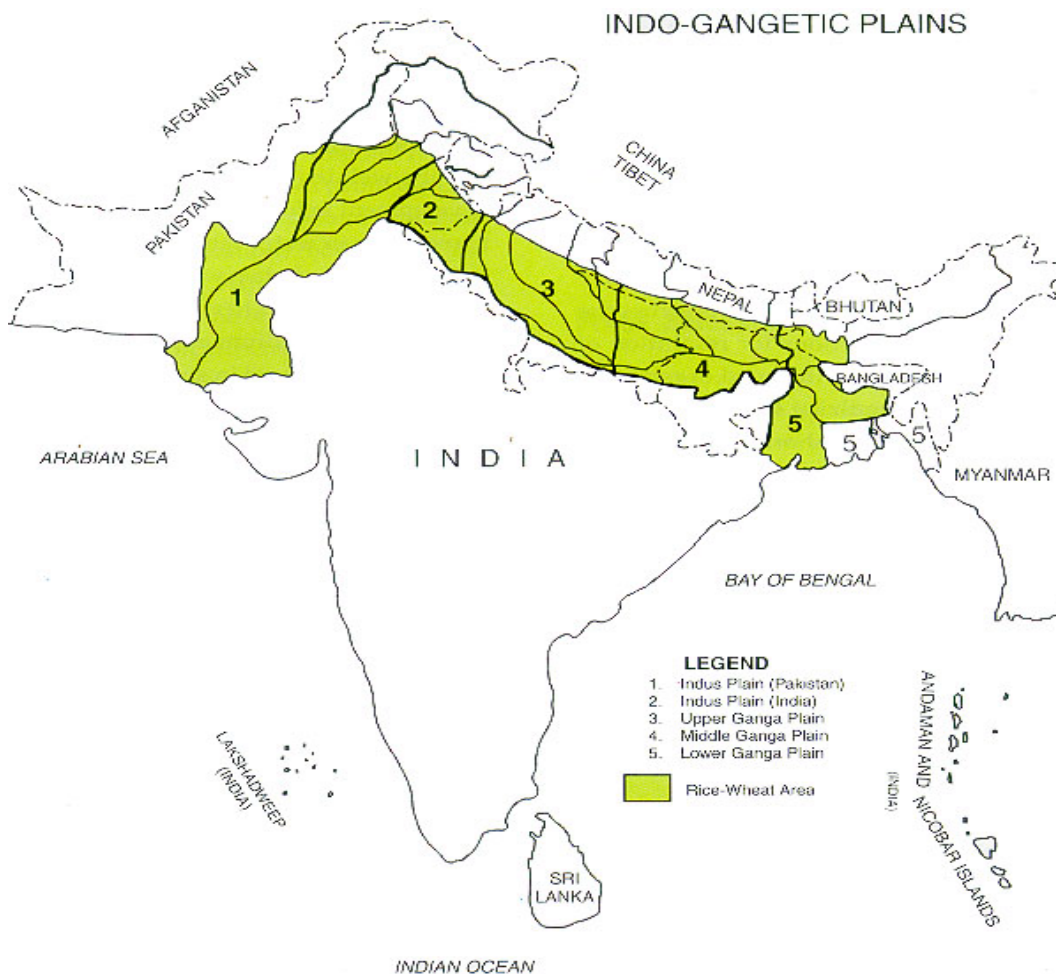 INDO-GANGETIC PLAINS
AFGANISTAN
CHINA
TIBET
PAKISTAN
2
1
3
NEPAL
BHUTAN
4
BANGLADESH
5
5
5
ARABIAN SEA
INDIA
MYANMAR
BAY OF BENGAL
LEGEND
1. Indus Plain (Pakistan)
2. Indus Plain (India)
3. Upper Ganga Plain
4. Middle Ganga Plain
5. Lower Ganga Plain
Rice-Wheat Area
LAKSHADWEEP
(INDIA)
ANDAMAN AND
NICOBAR ISLANDS
(INDIA)
SRI
LANKA
INDIAN OCEAN